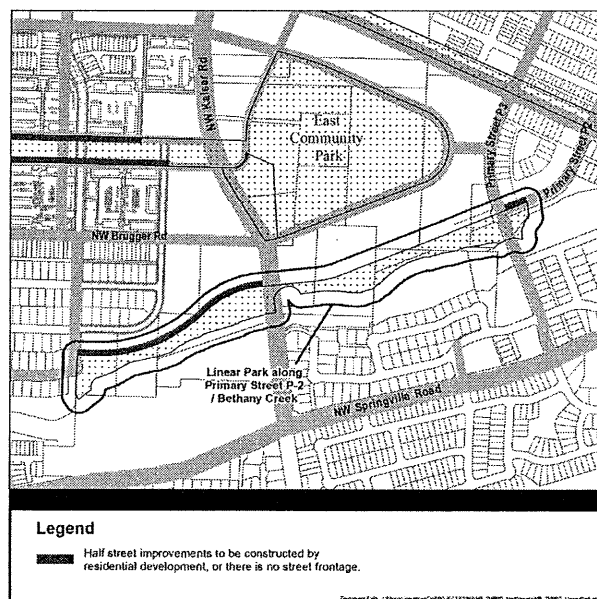 NW Kaiser Rd
East
Community
Park
Primary Street P3
Primary Street P2
NW Brugger Rd
Linear Park along
Primary Street P-2
/ Bethany Creek
NW Springville Road
Legend
Half street improvements to be constructed by
residential development, or there is no street frontage.